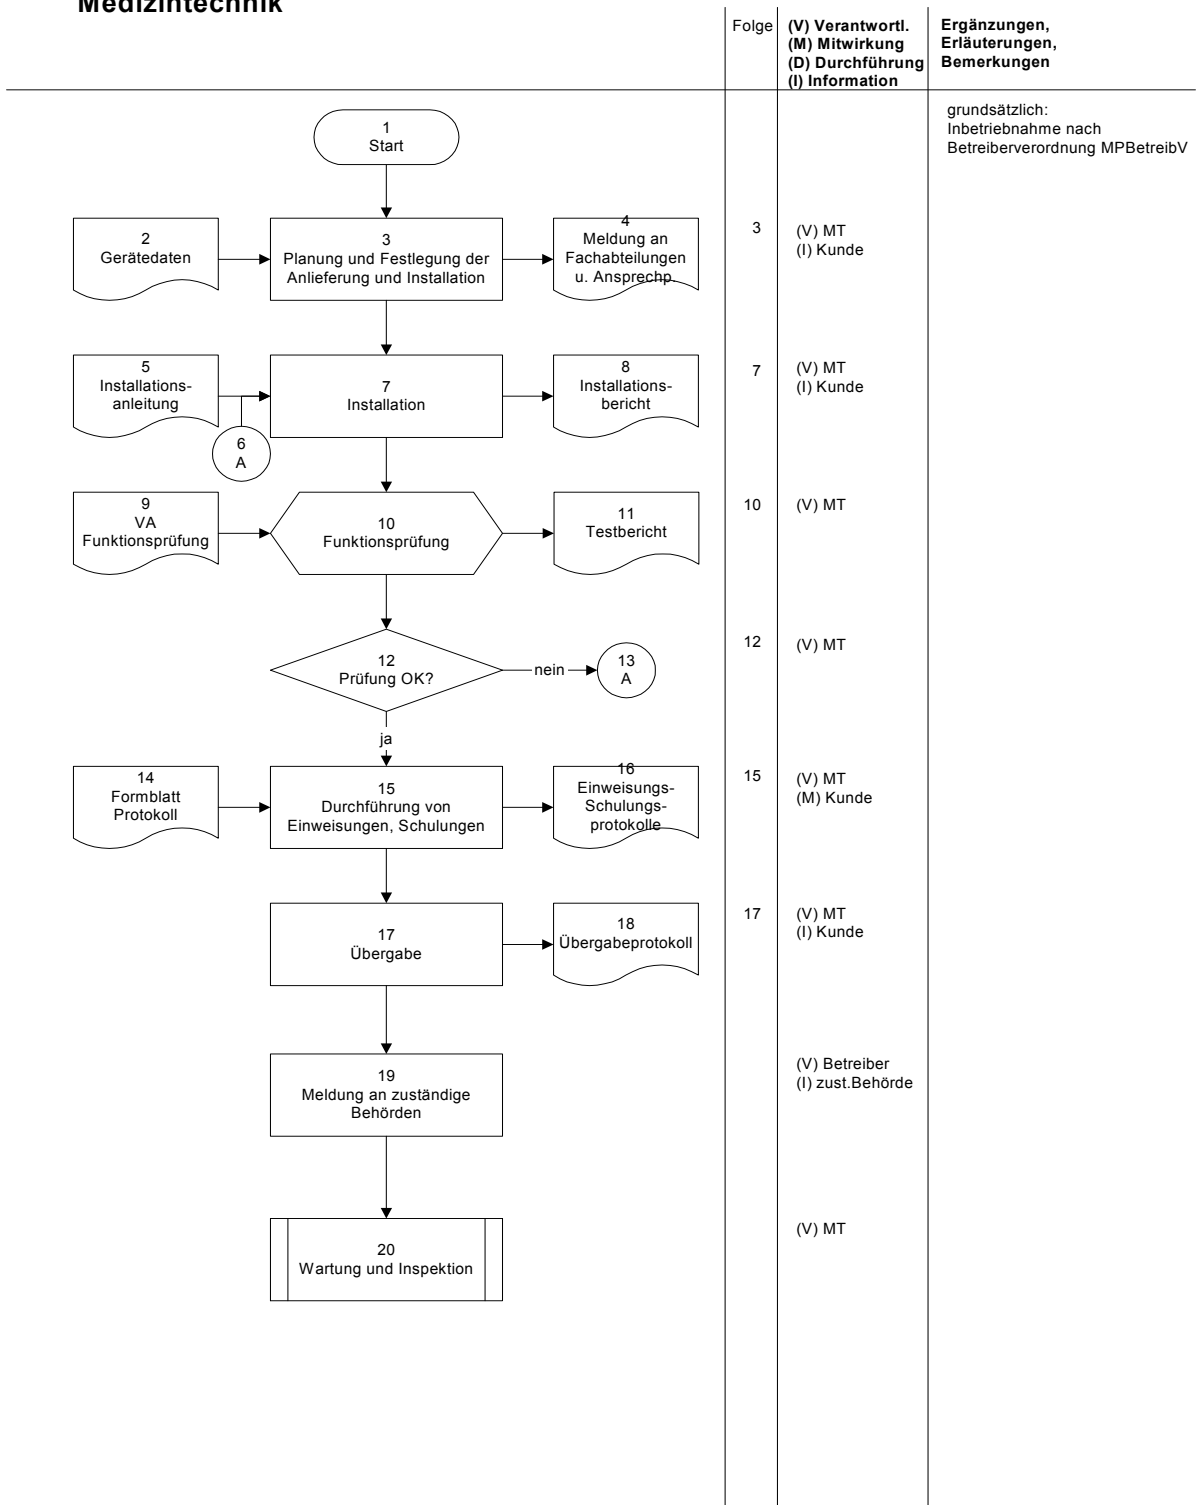 Medizintechnik
Folge
(V) Verantwortl.
(M) Mitwirkung
(D) Durchführung
(I) Information
Ergänzungen,
Erläuterungen,
Bemerkungen
grundsätzlich:
Inbetriebnahme nach
Betreiberverordnung MPBetreibV
1
Start
2
Gerätedaten
3
Planung und Festlegung der
Anlieferung und Installation
4
Meldung an
Fachabteilungen
u. Ansprechp.
3
(V) MT
(I) Kunde
5
Installations-
anleitung
6
A
7
Installation
8
Installations-
bericht
7
(V) MT
(I) Kunde
9
VA
Funktionsprüfung
10
Funktionsprüfung
11
Testbericht
10
(V) MT
12
Prüfung OK?
nein
13
A
12
(V) MT
ja
14
Formblatt
Protokoll
15
Durchführung von
Einweisungen, Schulungen
16
Einweisungs-
Schulungs-
protokolle
15
(V) MT
(M) Kunde
17
Übergabe
18
Übergabeprotokoll
17
(V) MT
(I) Kunde
19
Meldung an zuständige
Behörden
(V) Betreiber
(I) zust.Behörde
20
Wartung und Inspektion
(V) MT